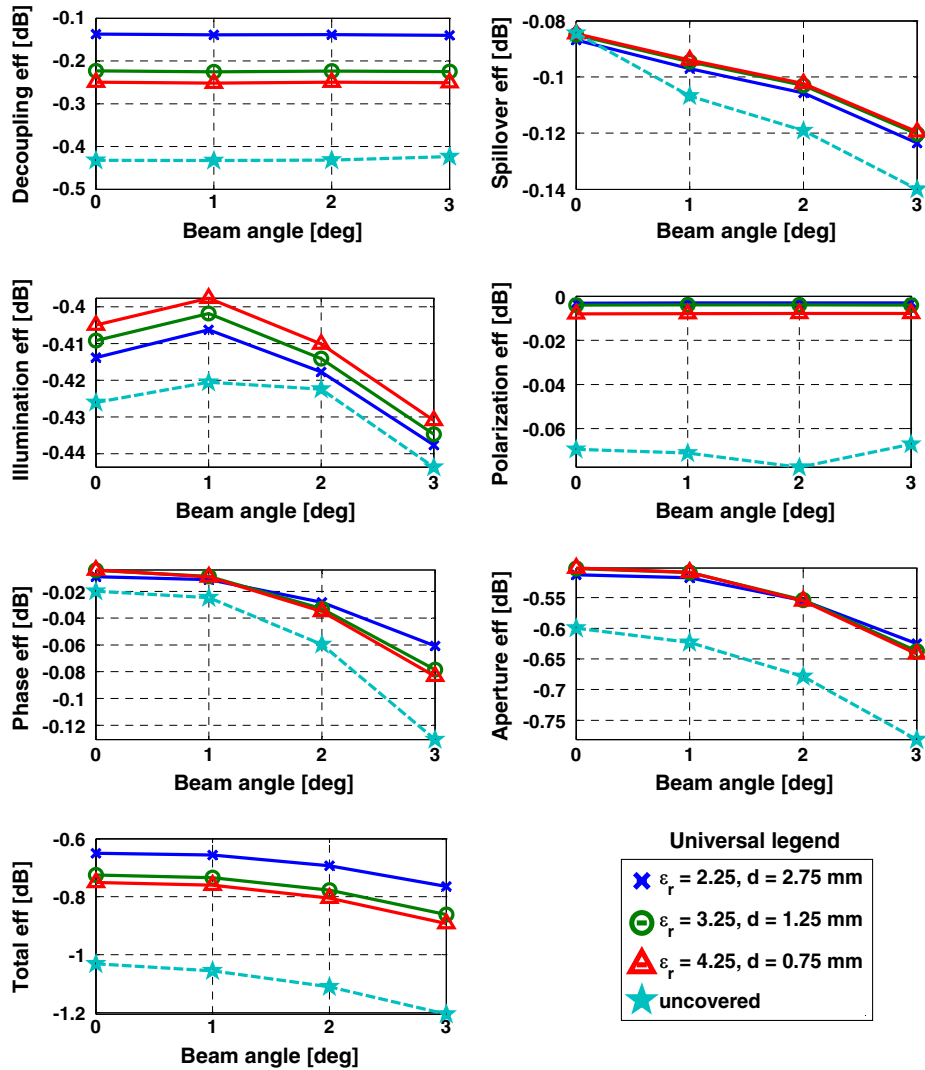 -0.1
-0.2
-0.3
-0.4
-0.5
0 1 2 3
Beam angle [deg]
Decoupling eff [dB]
-0.08
-0.1
-0.12
-0.14
0 1 2 3
Beam angle [deg]
Spillover eff [dB]
-0.4
-0.41
-0.42
-0.43
-0.44
0 1 2 3
Beam angle [deg]
Illumination eff [dB]
0
-0.02
-0.04
-0.06
0 1 2 3
Beam angle [deg]
Polarization eff [dB]
-0.02
-0.04
-0.06
-0.08
-0.1
-0.12
0 1 2 3
Beam angle [deg]
Phase eff [dB]
-0.55
-0.6
-0.65
-0.7
-0.75
0 1 2 3
Beam angle [deg]
Aperture eff [dB]
-0.6
-0.8
-1
-1.2
0 1 2 3
Beam angle [deg]
Total eff [dB]
Universal legend
εr = 2.25, d = 2.75 mm
εr = 3.25, d = 1.25 mm
εr = 4.25, d = 0.75 mm
uncovered